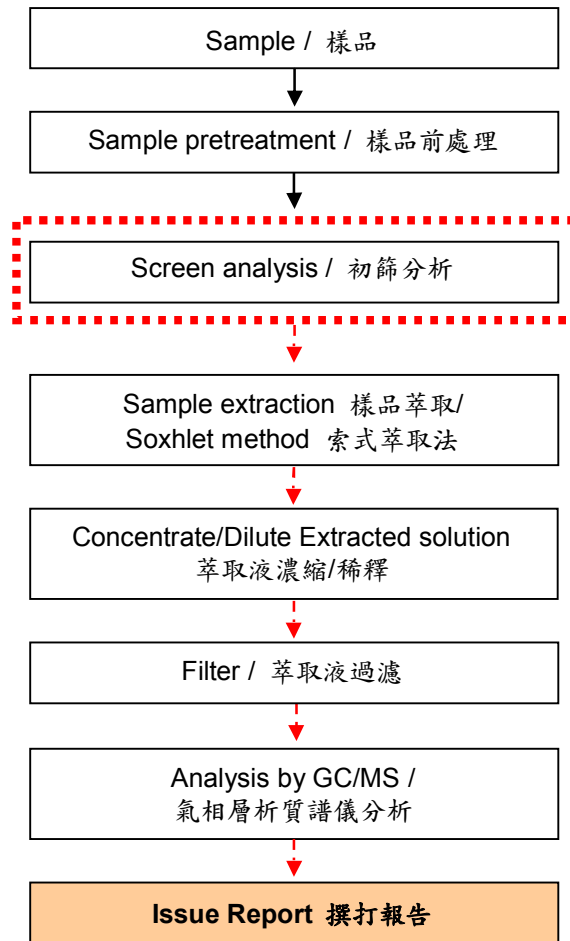 Sample / 樣品
Sample pretreatment / 樣品前處理
Screen analysis / 初篩分析
Sample extraction 樣品萃取/
Soxhlet method 索式萃取法
Concentrate/Dilute Extracted solution
萃取液濃縮/稀釋
Filter / 萃取液過濾
Analysis by GC/MS /
氣相層析質譜儀分析
Issue Report 撰打報告